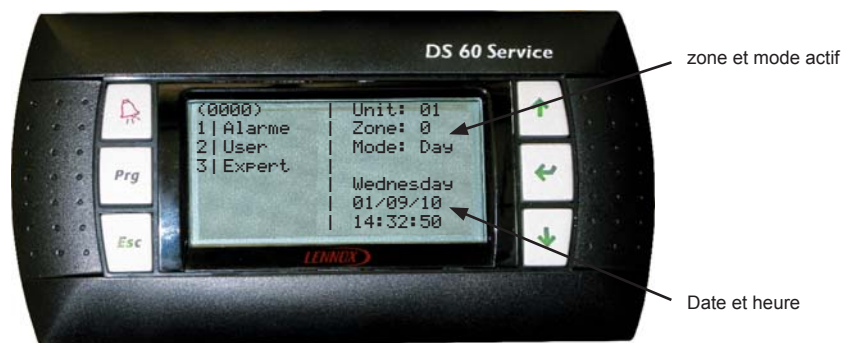 DS 60 Service
zone et mode actif
(0000) | Unit: 01
1|Alarme | Zone: 0
2|User | Mode: Day
3|Expert |
| Wednesday
| 01/09/10
| 14:32:50
Prg
Esc
LENNOX
Date et heure